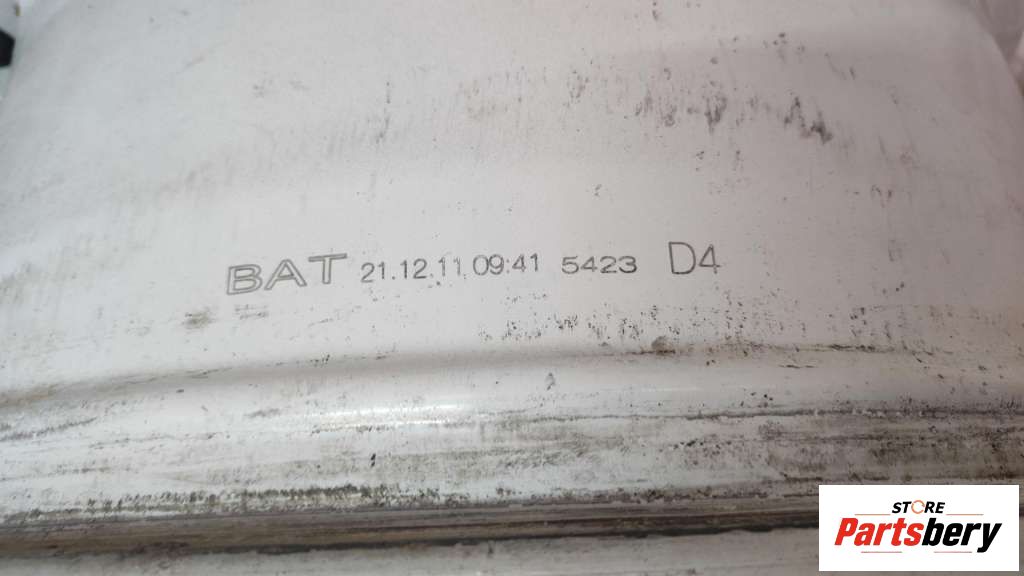 BAT 21.12.11 09:41 5423 D4
STORE
Partsbery